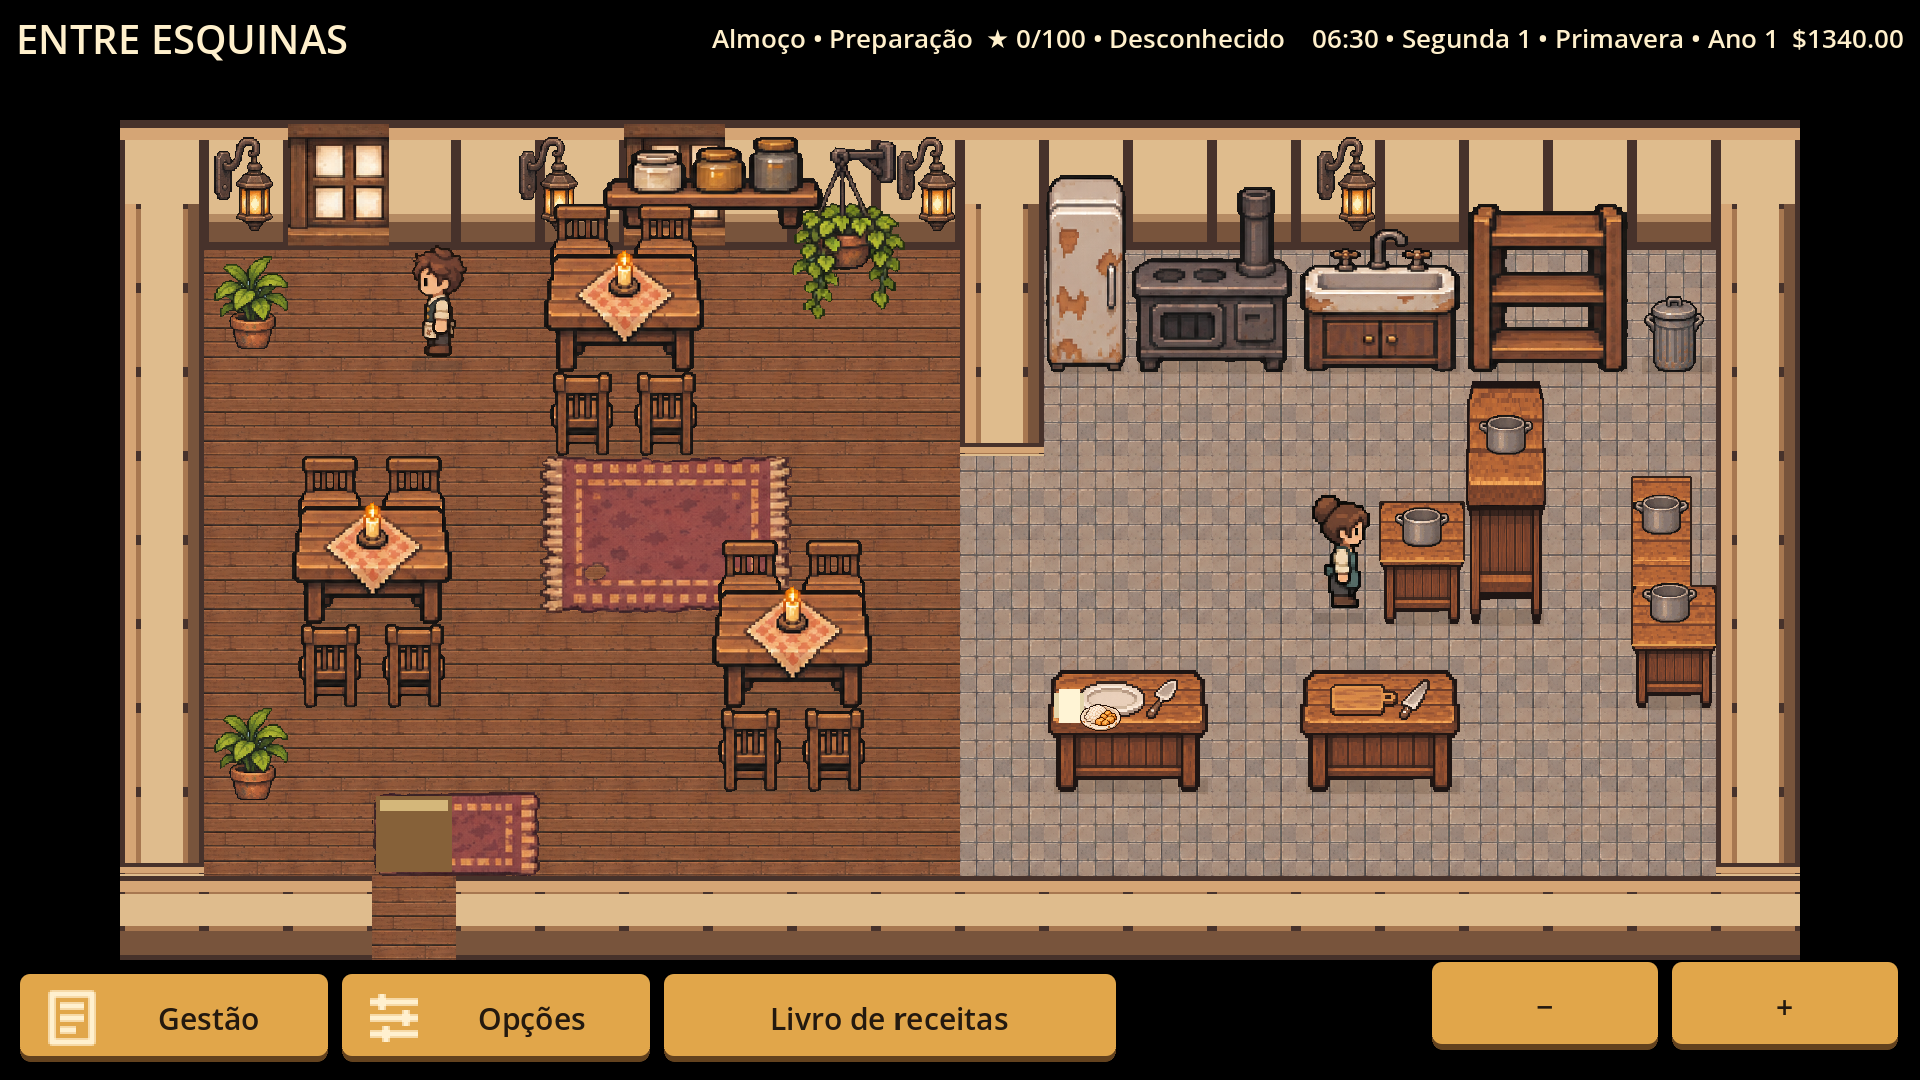 ENTRE ESQUINAS
Almoço • Preparação ★ 0/100 • Desconhecido 06:30 • Segunda 1 • Primavera • Ano 1 $1340.00
Gestão
Opções
Livro de receitas
−
+